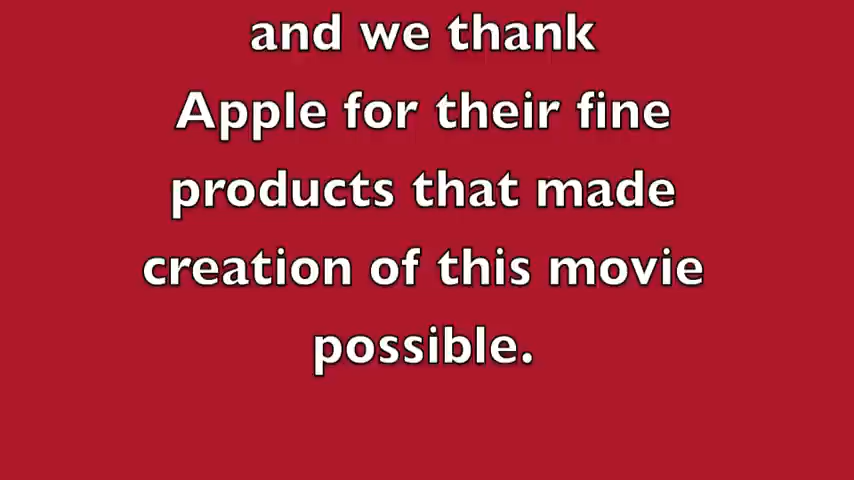 and we thank
Apple for their fine
products that made
creation of this movie
possible.